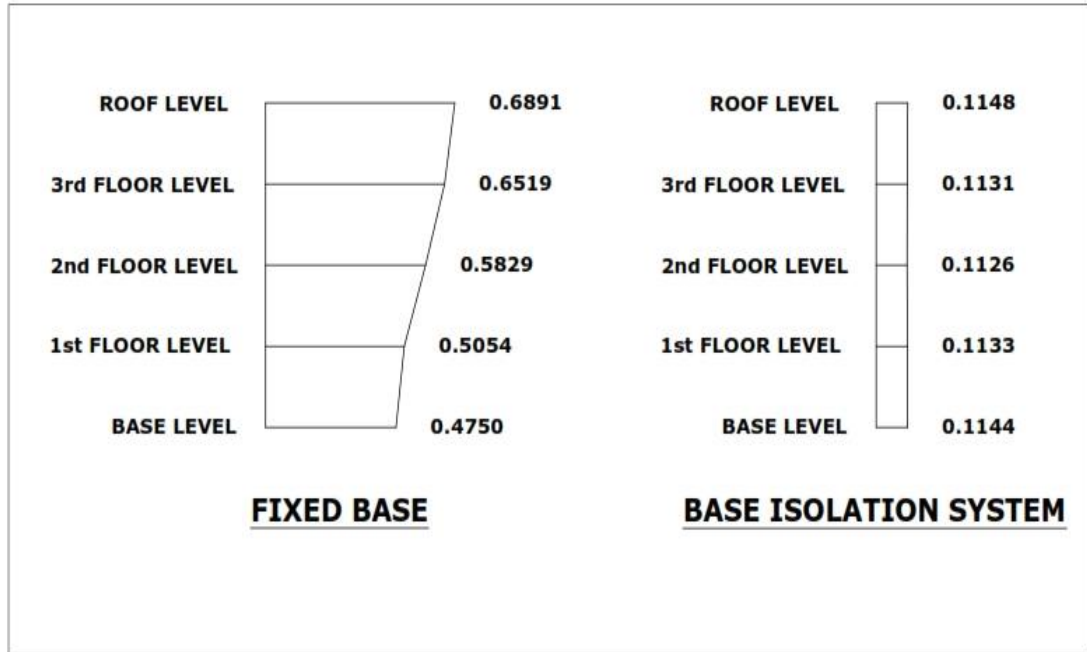 ROOF LEVEL 0.6891
3rd FLOOR LEVEL 0.6519
2nd FLOOR LEVEL 0.5829
1st FLOOR LEVEL 0.5054
BASE LEVEL 0.4750
FIXED BASE
ROOF LEVEL 0.1148
3rd FLOOR LEVEL 0.1131
2nd FLOOR LEVEL 0.1126
1st FLOOR LEVEL 0.1133
BASE LEVEL 0.1144
BASE ISOLATION SYSTEM